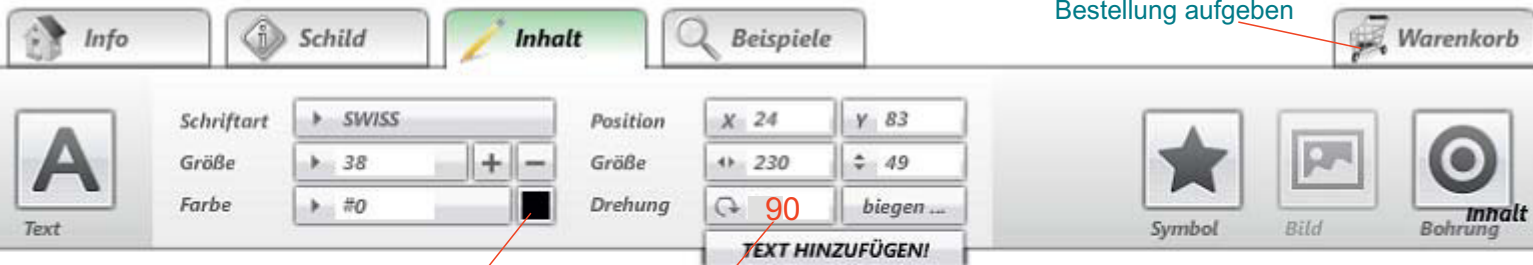 Bestellung aufgeben
Info
Schild
Inhalt
Beispiele
Warenkorb
Schriftart
SWISS
Position
X 24
Y 83
Größe
38
+
−
Größe
230
49
Farbe
#0
Drehung
90
biegen ...
TEXT HINZUFÜGEN!
A
Text
Symbol
Bild
Bohrung
Inhalt